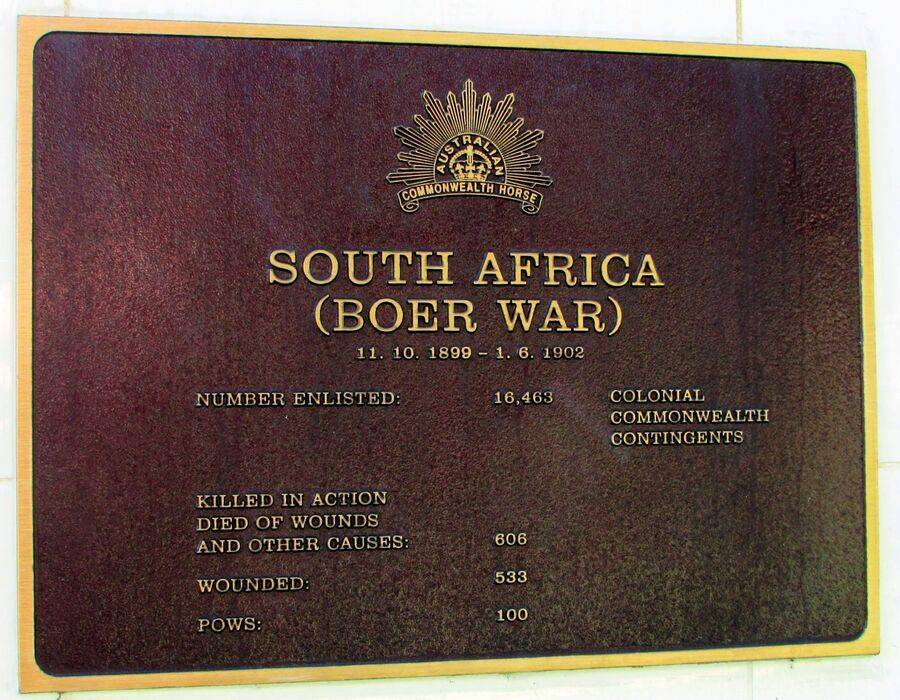 AUSTRALIAN
COMMONWEALTH HORSE
SOUTH AFRICA
(BOER WAR)
11. 10. 1899 – 1. 6. 1902
NUMBER ENLISTED: 16,463 COLONIAL
COMMONWEALTH
CONTINGENTS
KILLED IN ACTION
DIED OF WOUNDS
AND OTHER CAUSES: 606
WOUNDED: 533
POWS: 100